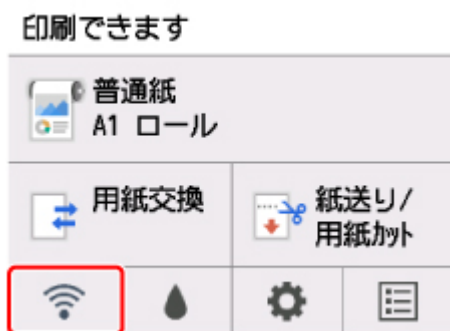 印刷できます
普通紙
A1 ロール
用紙交換
紙送り/
用紙ｶｯﾄ